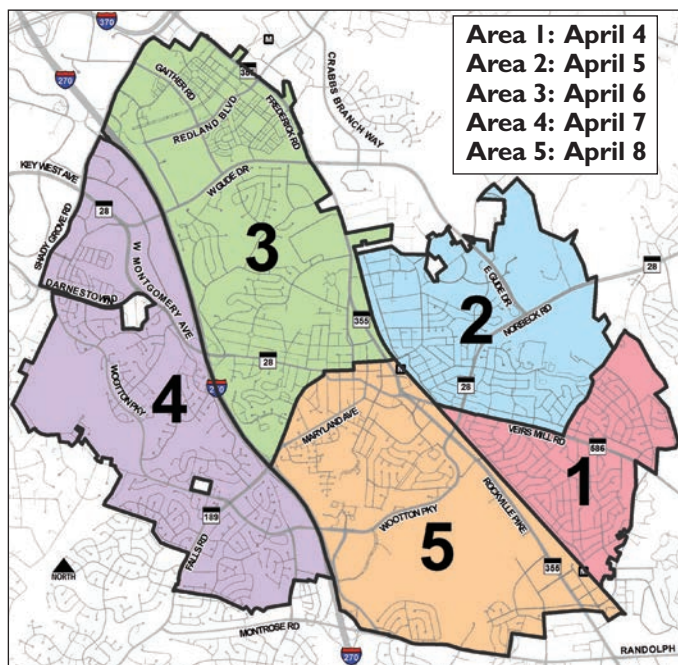 Area 1: April 4
Area 2: April 5
Area 3: April 6
Area 4: April 7
Area 5: April 8
370
270
M
355
GAITHER RD
REDLAND BLVD
FREDERICK RD
CRABBS BRANCH WAY
KEY WEST AVE
W GUDE DR
28
SHADY GROVE RD
W MONTGOMERY AVE
3
DARNESTOWN RD
E GUDE DR
NORBECK RD
28
2
355
28
28
270
4
WOOTTON PKY
M
MARYLAND AVE
VEIRS MILL RD
586
1
189
FALLS RD
WOOTTON PKY
ROCKVILLE PIKE
5
355
M
NORTH
MONTROSE RD
270
RANDOLPH